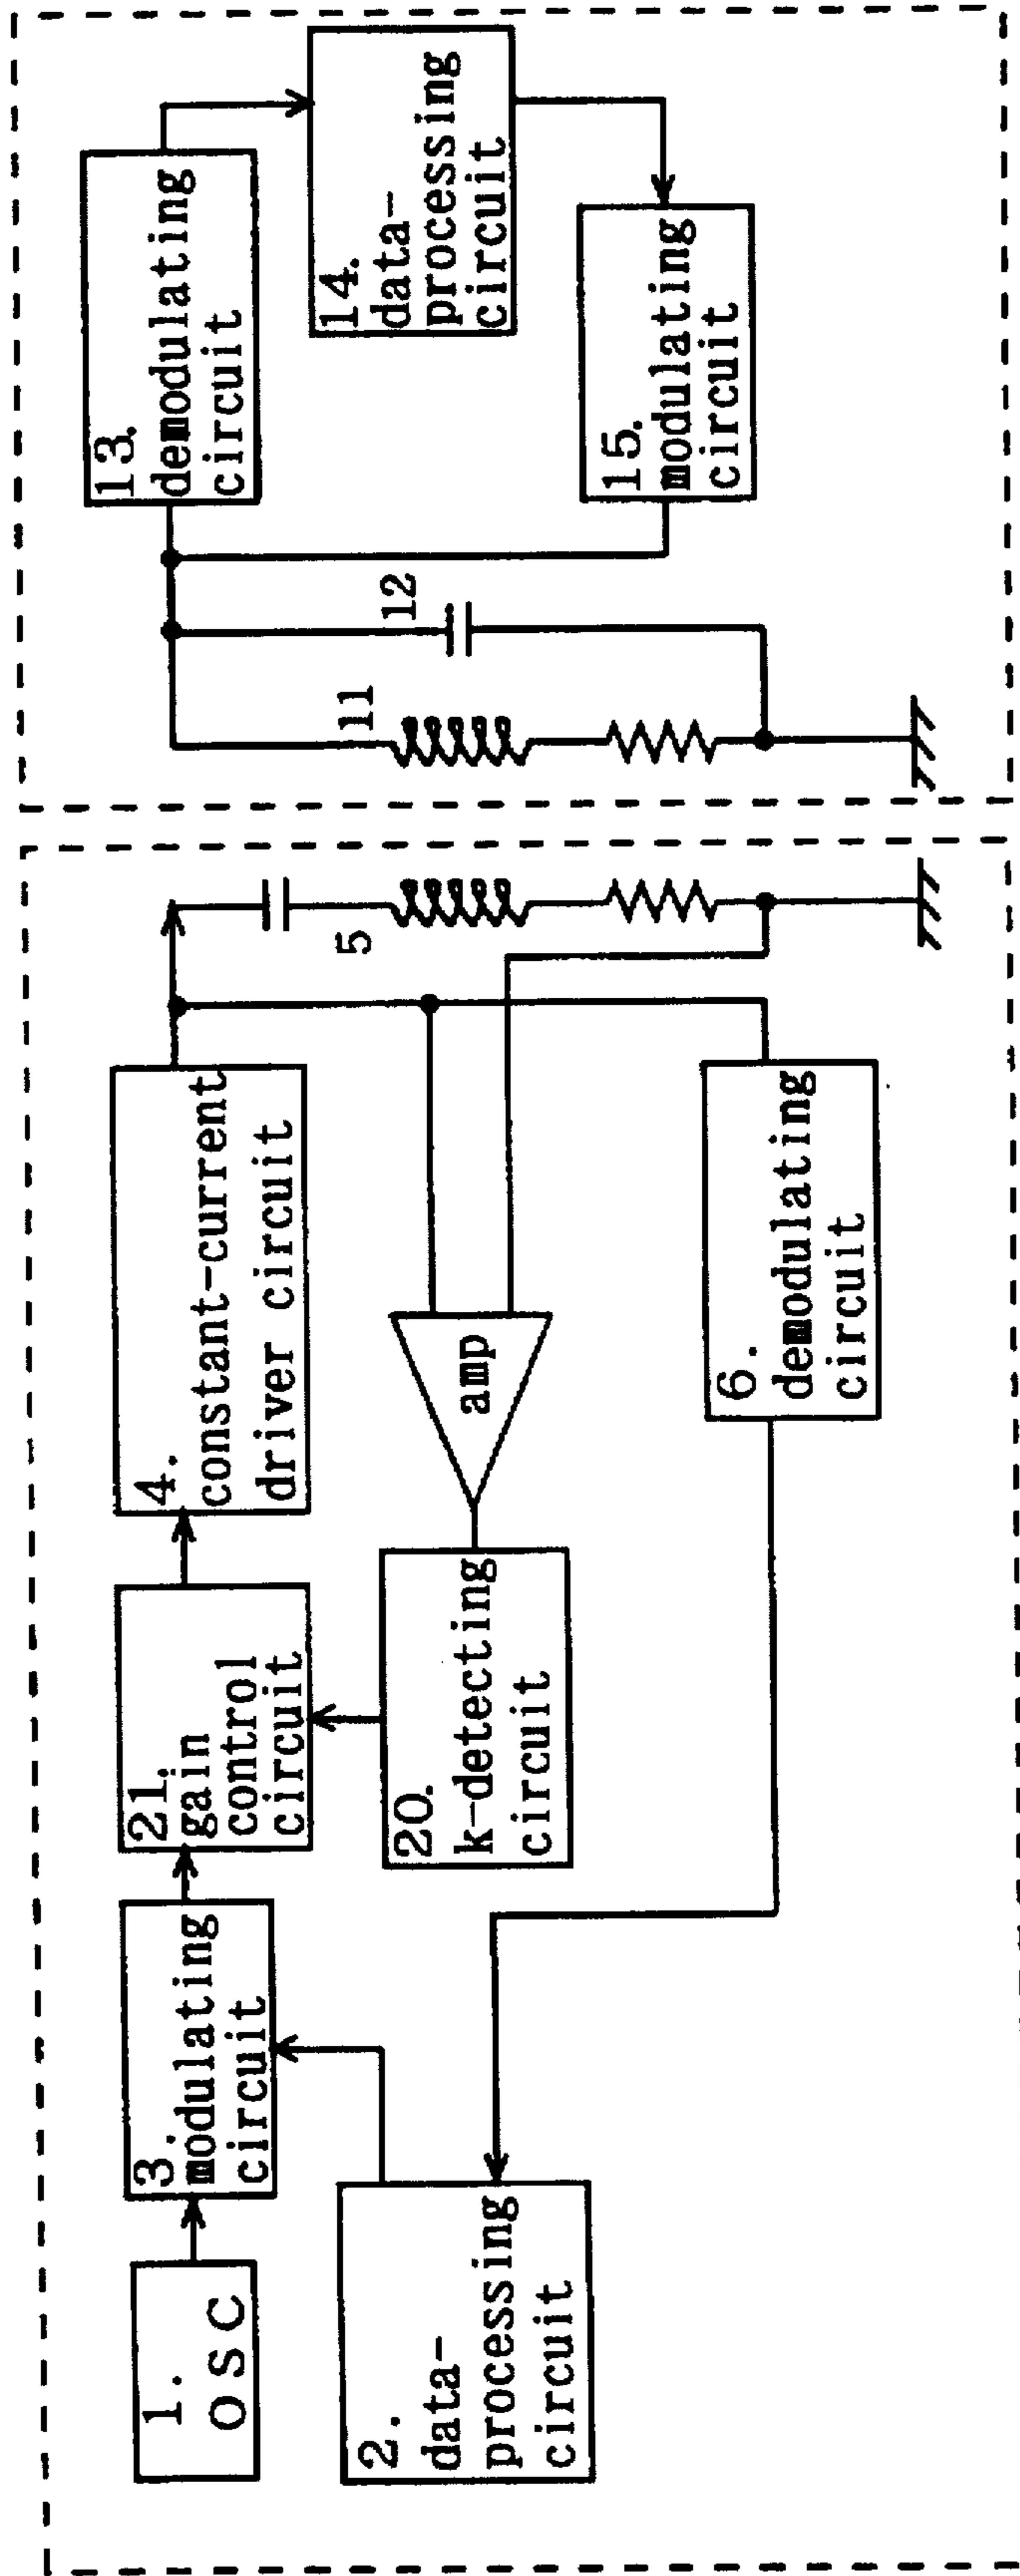 1.
OSC
2.
data-
processing
circuit
3.
modulating
circuit
21.
gain
control
circuit
20.
k-detecting
circuit
4.
constant-current
driver circuit
amp
6.
demodulating
circuit
5
11
12
13.
demodulating
circuit
14.
data-
processing
circuit
15.
modulating
circuit